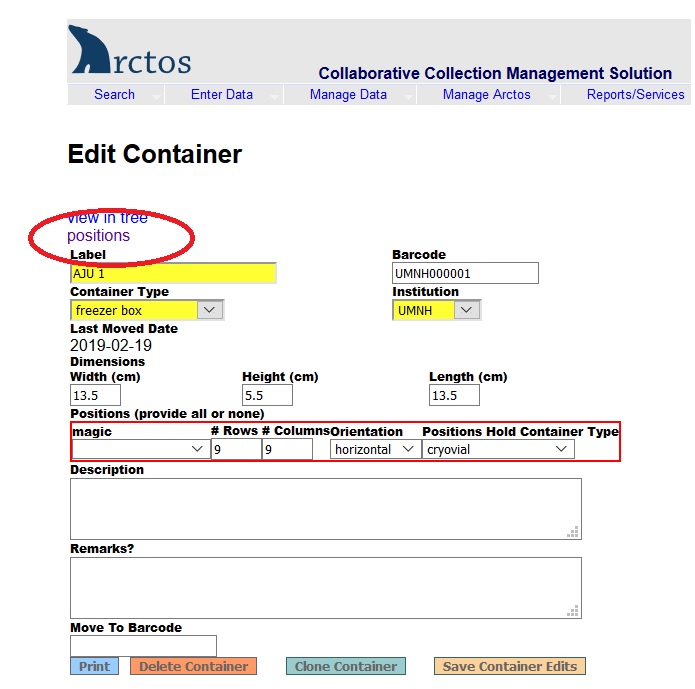 rctos
Collaborative Collection Management Solution
Search Enter Data Manage Data Manage Arctos Reports/Services
Edit Container
View in tree
positions
Label Barcode
AJU 1 UMNH000001
Container Type Institution
freezer box UMNH
Last Moved Date
2019-02-19
Dimensions
Width (cm) Height (cm) Length (cm)
13.5 5.5 13.5
Positions (provide all or none)
magic # Rows # Columns Orientation Positions Hold Container Type
9 9 horizontal cryovial
Description
Remarks?
Move To Barcode
Print Delete Container Clone Container Save Container Edits